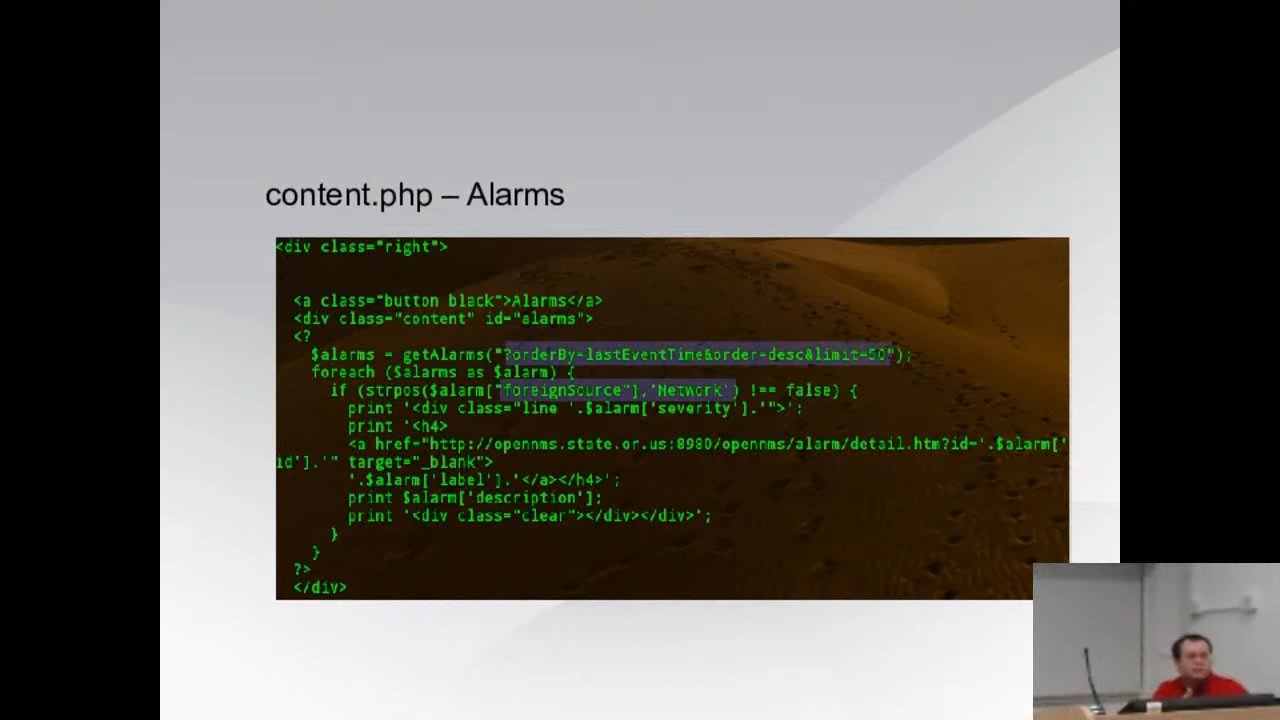 content.php – Alarms
<div class="right">
<a class="button black">Alarms</a>
<div class="content" id="alarms">
<?
$alarms = getAlarms("?orderBy=lastEventTime&order=desc&limit=50");
foreach ($alarms as $alarm) {
if (strpos($alarm["foreignSource"],'Network') !== false) {
print '<div class="line '.$alarm['severity'].'">';
print '<h4>
<a href="http://opennms.state.or.us:8980/opennms/alarm/detail.htm?id='.$alarm['
id'].'" target="_blank">
'.$alarm['label'].'</a></h4>';
print $alarm['description'];
print '<div class="clear"></div></div>';
}
}
?>
</div>